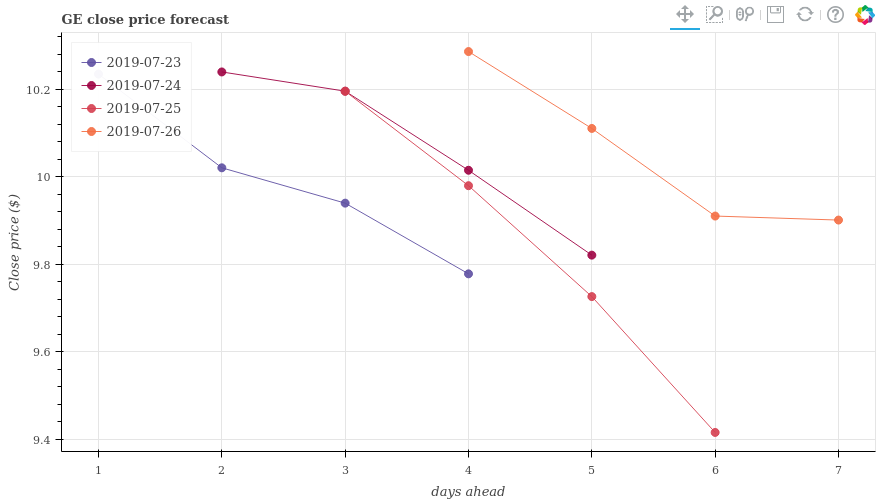 GE close price forecast
2019-07-23
2019-07-24
2019-07-25
2019-07-26
Close price ($)
10.2
10
9.8
9.6
9.4
1 2 3 4 5 6 7
days ahead